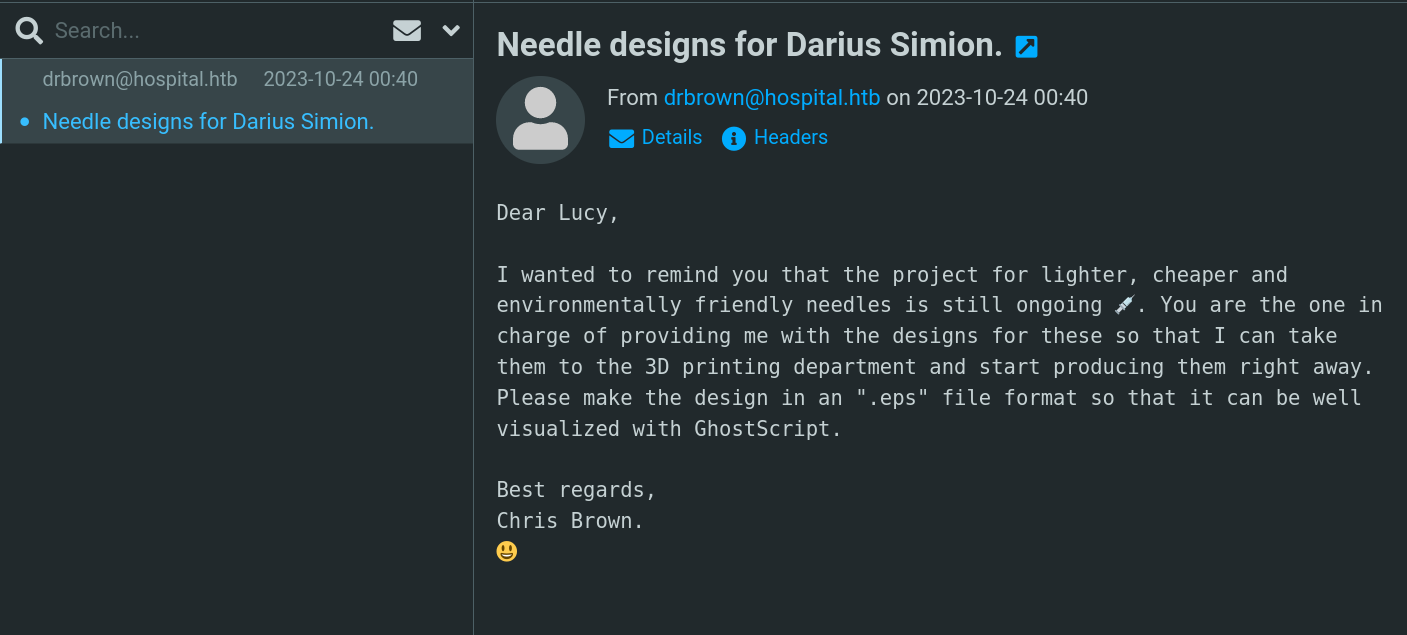 Search...
drbrown@hospital.htb 2023-10-24 00:40
Needle designs for Darius Simion.
Needle designs for Darius Simion.
From drbrown@hospital.htb on 2023-10-24 00:40
Details Headers
Dear Lucy,
I wanted to remind you that the project for lighter, cheaper and
environmentally friendly needles is still ongoing 💉. You are the one in
charge of providing me with the designs for these so that I can take
them to the 3D printing department and start producing them right away.
Please make the design in an ".eps" file format so that it can be well
visualized with GhostScript.
Best regards,
Chris Brown.
😃